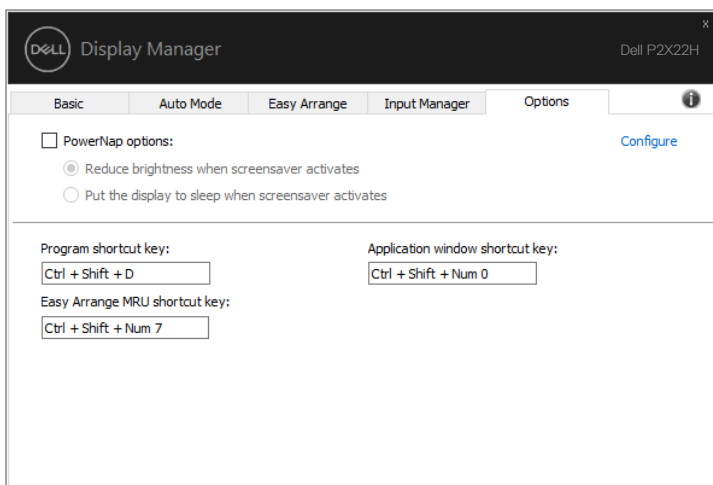 x
DELL Display Manager
Dell P2X22H
Basic Auto Mode Easy Arrange Input Manager Options i
PowerNap options: Configure
Reduce brightness when screensaver activates
Put the display to sleep when screensaver activates
Program shortcut key: Application window shortcut key:
Ctrl + Shift + D Ctrl + Shift + Num 0
Easy Arrange MRU shortcut key:
Ctrl + Shift + Num 7